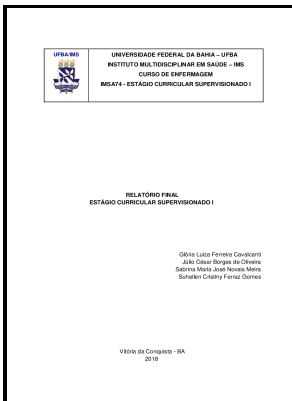 UFBA/IMS
UNIVERSIDADE FEDERAL DA BAHIA – UFBA
INSTITUTO MULTIDISCIPLINAR EM SAÚDE – IMS
CURSO DE ENFERMAGEM
IMSA74 - ESTÁGIO CURRICULAR SUPERVISIONADO I
RELATÓRIO FINAL
ESTÁGIO CURRICULAR SUPERVISIONADO I
Glória Luiza Ferreira Cavalcanti
Júlio César Borges de Oliveira
Sabrina Maria José Novais Meira
Suhellen Cristiny Ferraz Gomes
Vitória da Conquista - BA
2018